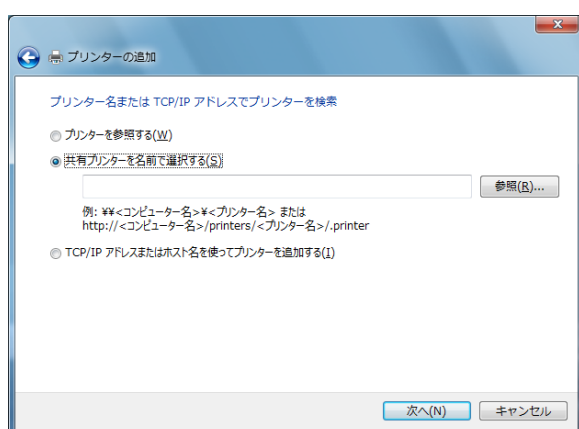 プリンターの追加
プリンター名または TCP/IP アドレスでプリンターを検索
プリンターを参照する(W)
共有プリンターを名前で選択する(S)
参照(R)...
例: ¥¥<コンピューター名>¥<プリンター名> または
http://<コンピューター名>/printers/<プリンター名>/.printer
TCP/IP アドレスまたはホスト名を使ってプリンターを追加する(I)
次へ(N)
キャンセル